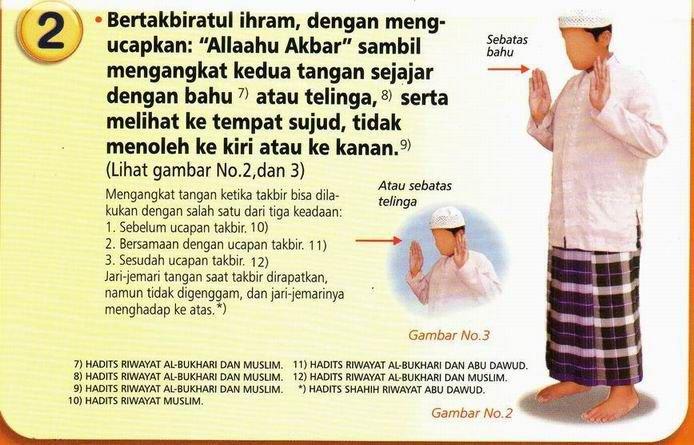 2
• Bertakbiratul ihram, dengan meng-
ucapkan: “Allaahu Akbar” sambil
mengangkat kedua tangan sejajar
dengan bahu 7) atau telinga, 8) serta
melihat ke tempat sujud, tidak
menoleh ke kiri atau ke kanan.9)
(Lihat gambar No.2,dan 3)
Mengangkat tangan ketika takbir bisa dila-
kukan dengan salah satu dari tiga keadaan:
1. Sebelum ucapan takbir. 10)
2. Bersamaan dengan ucapan takbir. 11)
3. Sesudah ucapan takbir. 12)
Jari-jemari tangan saat takbir dirapatkan,
namun tidak digenggam, dan jari-jemarinya
menghadap ke atas.*)
Sebatas
bahu
Atau sebatas
telinga
Gambar No.3
Gambar No.2
7) HADITS RIWAYAT AL-BUKHARI DAN MUSLIM.
8) HADITS RIWAYAT AL-BUKHARI DAN MUSLIM.
9) HADITS RIWAYAT AL-BUKHARI DAN MUSLIM.
10) HADITS RIWAYAT MUSLIM.
11) HADITS RIWAYAT AL-BUKHARI DAN ABU DAWUD.
12) HADITS RIWAYAT AL-BUKHARI DAN MUSLIM.
*) HADITS SHAHIH RIWAYAT ABU DAWUD.